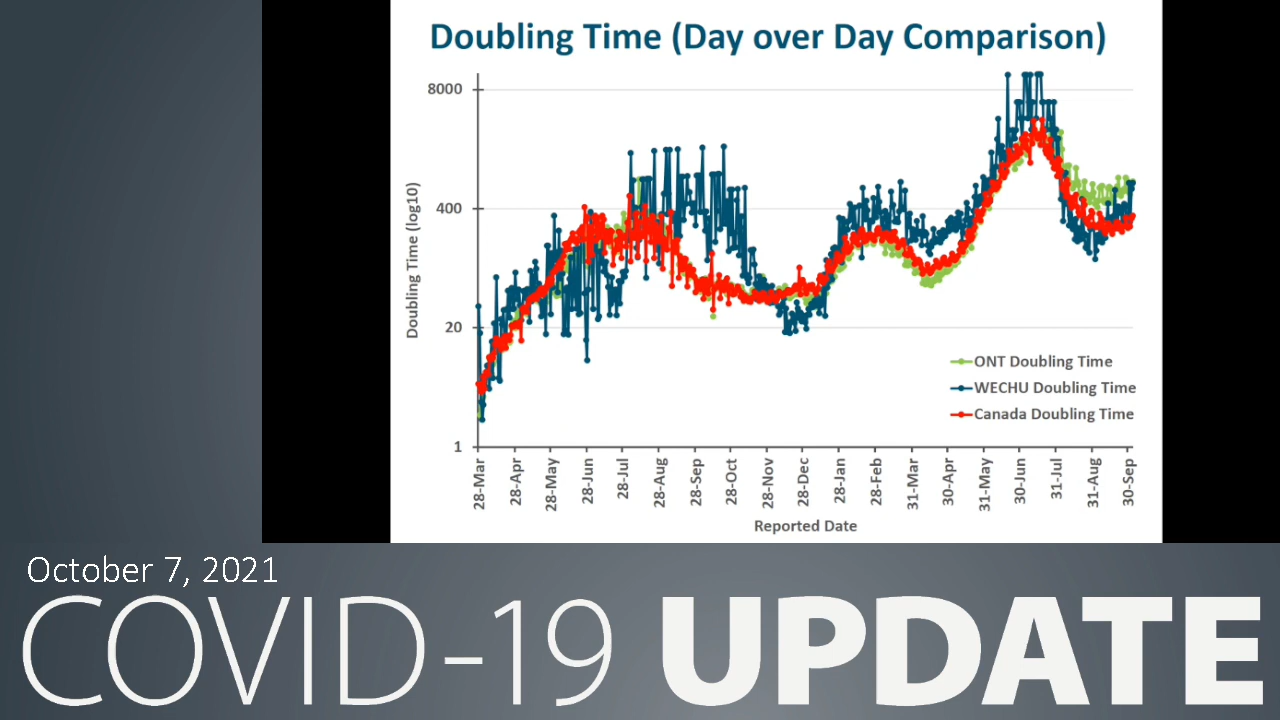 Doubling Time (Day over Day Comparison)
8000
400
20
1
Doubling Time (log10)
ONT Doubling Time
WECHU Doubling Time
Canada Doubling Time
28-Mar
28-Apr
28-May
28-Jun
28-Jul
28-Aug
28-Sep
28-Oct
28-Nov
28-Dec
28-Jan
28-Feb
31-Mar
30-Apr
31-May
30-Jun
31-Jul
31-Aug
30-Sep
Reported Date
October 7, 2021
COVID-19 UPDATE